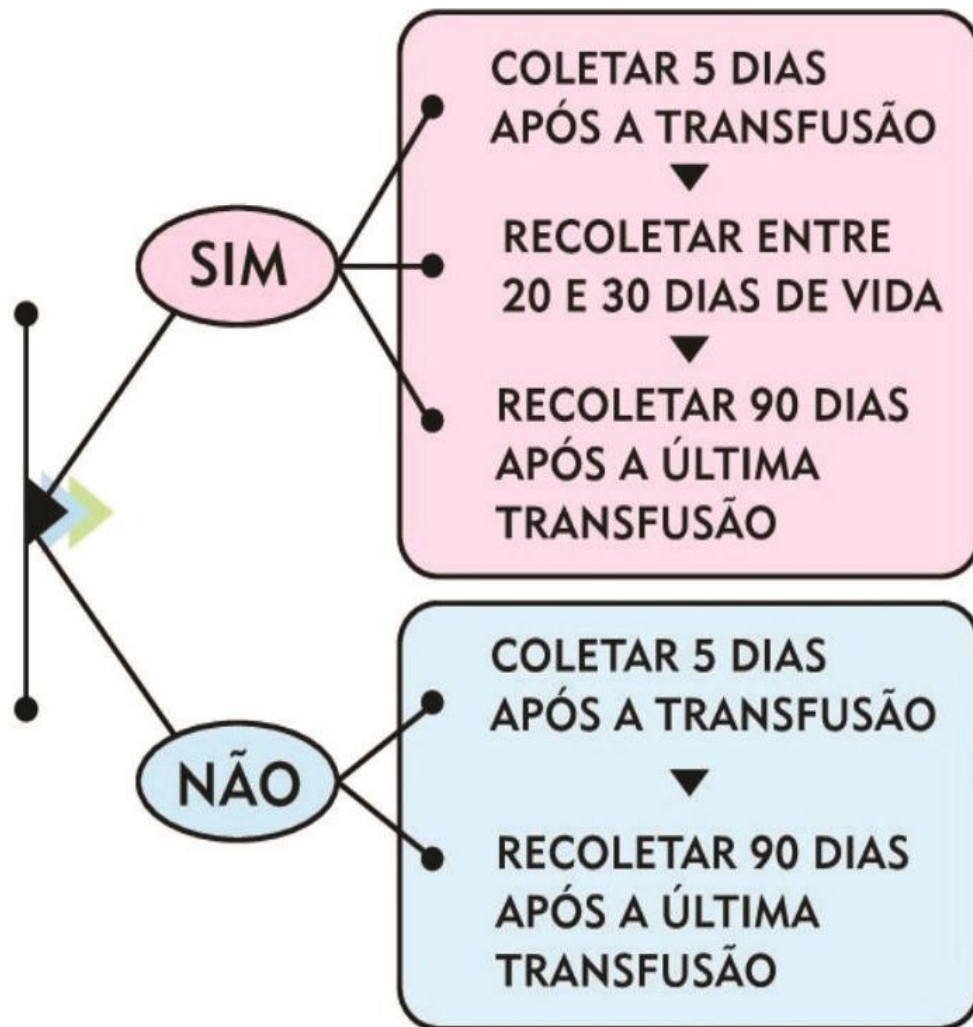 SIM
COLETAR 5 DIAS
APÓS A TRANSFUSÃO
RECOLETAR ENTRE
20 E 30 DIAS DE VIDA
RECOLETAR 90 DIAS
APÓS A ÚLTIMA
TRANSFUSÃO
NÃO
COLETAR 5 DIAS
APÓS A TRANSFUSÃO
RECOLETAR 90 DIAS
APÓS A ÚLTIMA
TRANSFUSÃO